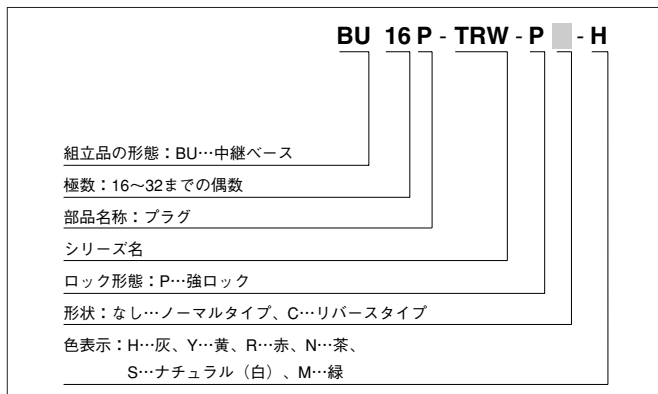 BU 16 P - TRW - P - H
組立品の形態：BU…中継ベース
極数：16～32までの偶数
部品名称：プラグ
シリーズ名
ロック形態：P…強ロック
形状：なし…ノーマルタイプ、C…リバースタイプ
色表示：H…灰、Y…黄、R…赤、N…茶、
S…ナチュラル（白）、M…緑